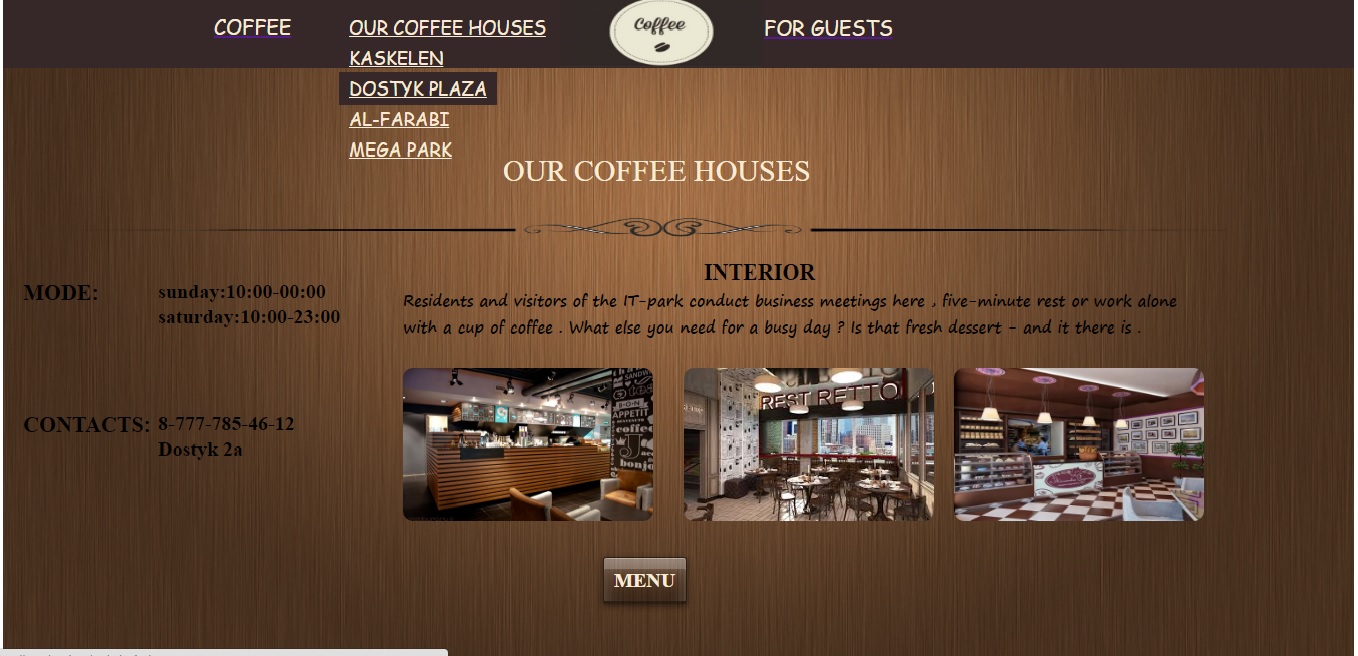 COFFEE
OUR COFFEE HOUSES
Coffee
FOR GUESTS
KASKELEN
DOSTYK PLAZA
AL-FARABI
MEGA PARK
OUR COFFEE HOUSES
MODE:
sunday:10:00-00:00
saturday:10:00-23:00
CONTACTS:
8-777-785-46-12
Dostyk 2a
INTERIOR
Residents and visitors of the IT-park conduct business meetings here , five-minute rest or work alone
with a cup of coffee . What else you need for a busy day ? Is that fresh dessert - and it there is .
BON
APPETIT
coffee
REST RETTO
MENU